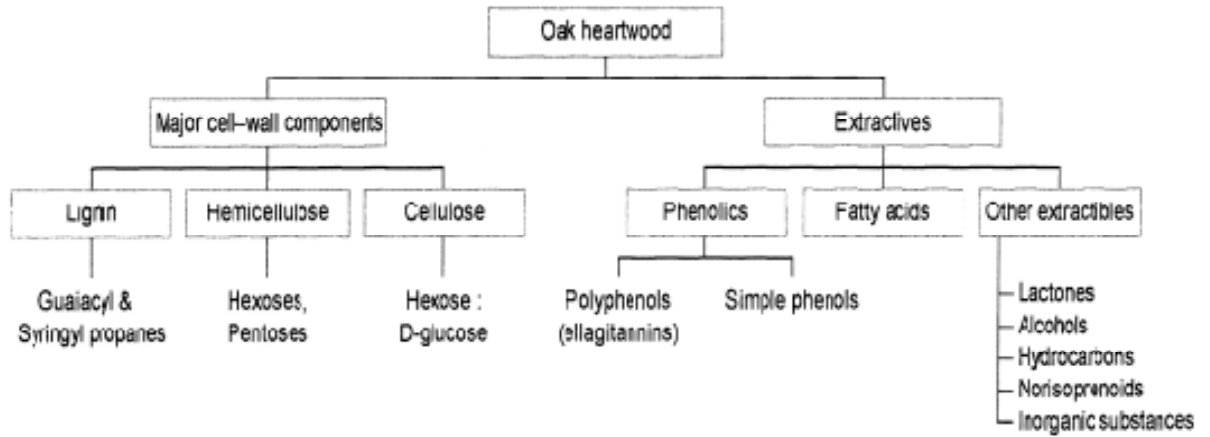 Oak heartwood
Major cell–wall components
Extractives
Lignin
Hemicellulose
Cellulose
Phenolics
Fatty acids
Other extractibles
Guaiacyl &
Syringyl propanes
Hexoses,
Pentoses
Hexose :
D-glucose
Polyphenols
(ellagitannins)
Simple phenols
Lactones
Alcohols
Hydrocarbons
Norisoprenoids
Inorganic substances